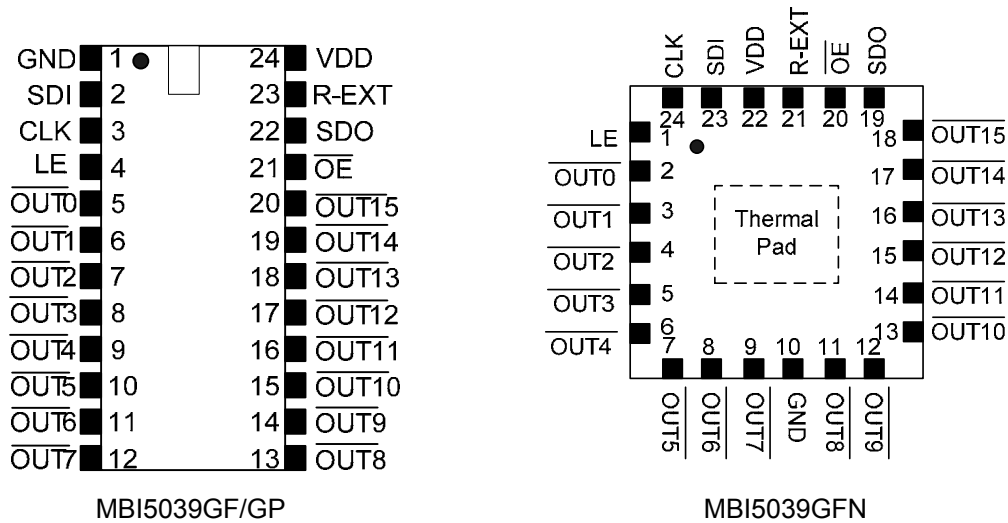 GND 1 24 VDD
SDI 2 23 R-EXT
CLK 3 22 SDO
LE 4 21 OE
OUT0 5 20 OUT15
OUT1 6 19 OUT14
OUT2 7 18 OUT13
OUT3 8 17 OUT12
OUT4 9 16 OUT11
OUT5 10 15 OUT10
OUT6 11 14 OUT9
OUT7 12 13 OUT8
MBI5039GF/GP
CLK SDI VDD R-EXT OE SDO
24 23 22 21 20 19
LE 1 18 OUT15
OUT0 2 17 OUT14
OUT1 3 16 OUT13
OUT2 4 15 OUT12
OUT3 5 14 OUT11
OUT4 6 13 OUT10
Thermal
Pad
7 8 9 10 11 12
OUT5 OUT6 OUT7 GND OUT8 OUT9
MBI5039GFN